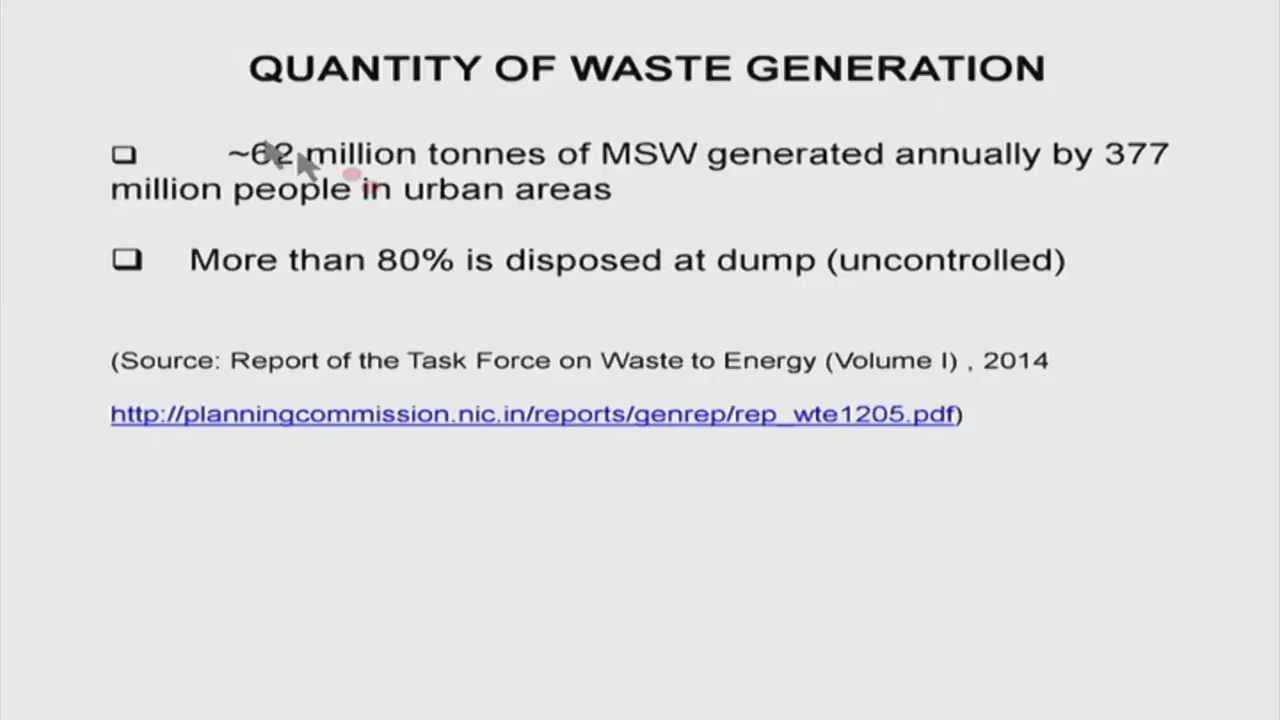 QUANTITY OF WASTE GENERATION
~62 million tonnes of MSW generated annually by 377
million people in urban areas
More than 80% is disposed at dump (uncontrolled)
(Source: Report of the Task Force on Waste to Energy (Volume I) , 2014
http://planningcommission.nic.in/reports/genrep/rep_wte1205.pdf)